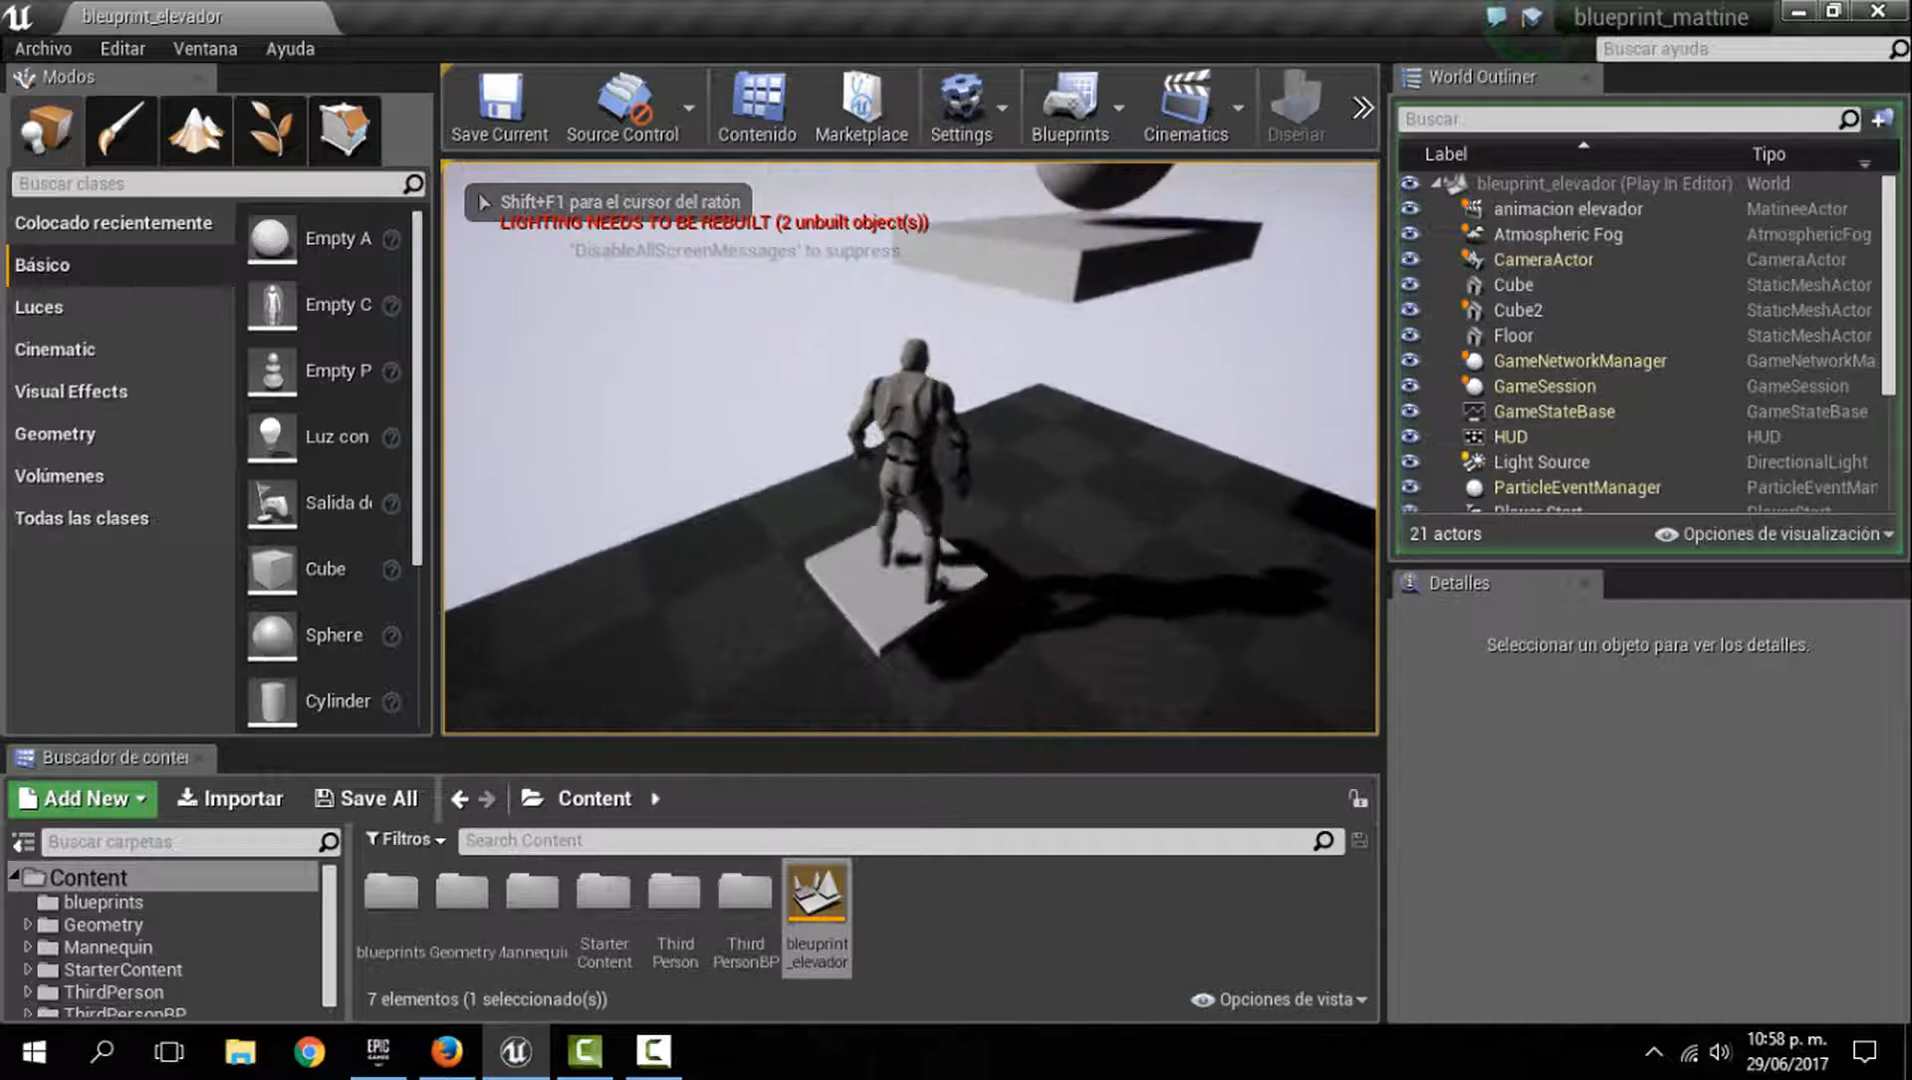 bleuprint_elevador
blueprint_mattine
Archivo Editar Ventana Ayuda
Buscar ayuda
Modos
Buscar clases
Colocado recientemente
Básico
Luces
Cinematic
Visual Effects
Geometry
Volúmenes
Todas las clases
Empty A
Empty C
Empty P
Luz con
Salida de
Cube
Sphere
Cylinder
Save Current
Source Control
Contenido
Marketplace
Settings
Blueprints
Cinematics
Diseñar
Shift+F1 para el cursor del ratón
LIGHTING NEEDS TO BE REBUILT (2 unbuilt object(s))
'DisableAllScreenMessages' to suppress
World Outliner
Buscar
Label Tipo
bleuprint_elevador (Play In Editor) World
animacion elevador MatineeActor
Atmospheric Fog AtmosphericFog
CameraActor CameraActor
Cube StaticMeshActor
Cube2 StaticMeshActor
Floor StaticMeshActor
GameNetworkManager GameNetworkMa
GameSession GameSession
GameStateBase GameStateBase
HUD HUD
Light Source DirectionalLight
ParticleEventManager ParticleEventMan
Player Start PlayerStart
21 actors
Opciones de visualización
Detalles
Seleccionar un objeto para ver los detalles.
Buscador de conter
Add New Importar Save All Content
Buscar carpetas
Filtros
Search Content
Content
blueprints
Geometry
Mannequin
StarterContent
ThirdPerson
ThirdPersonBP
blueprints
Geometry
Mannequin
Starter
Content
Third
Person
Third
PersonBP
bleuprint
_elevador
7 elementos (1 seleccionado(s))
Opciones de vista
EPIC
GAMES
10:58 p. m.
29/06/2017